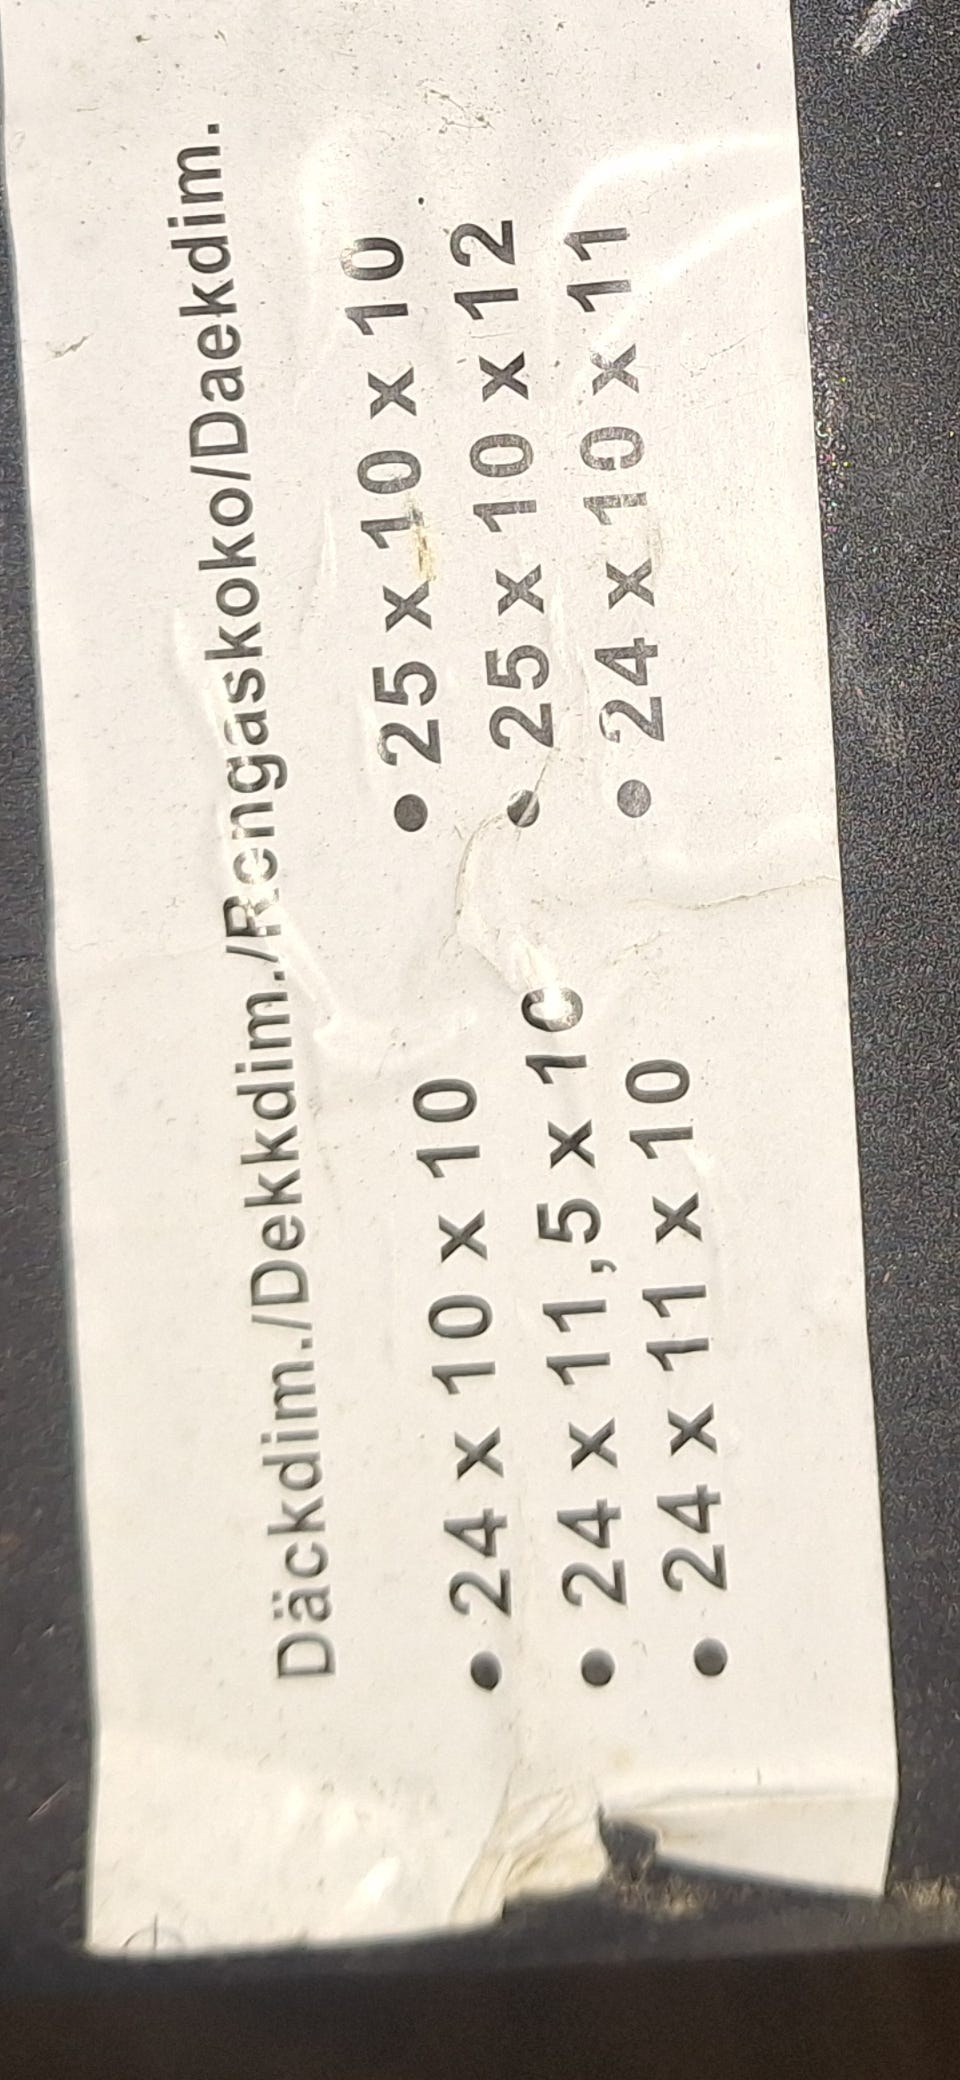 Däckdim./Dekkdim./Rengaskoko/Daekdim.
• 24 x 10 x 10
• 24 x 11,5 x 10
• 24 x 11 x 10
• 25 x 10 x 10
• 25 x 10 x 12
• 24 x 10 x 11